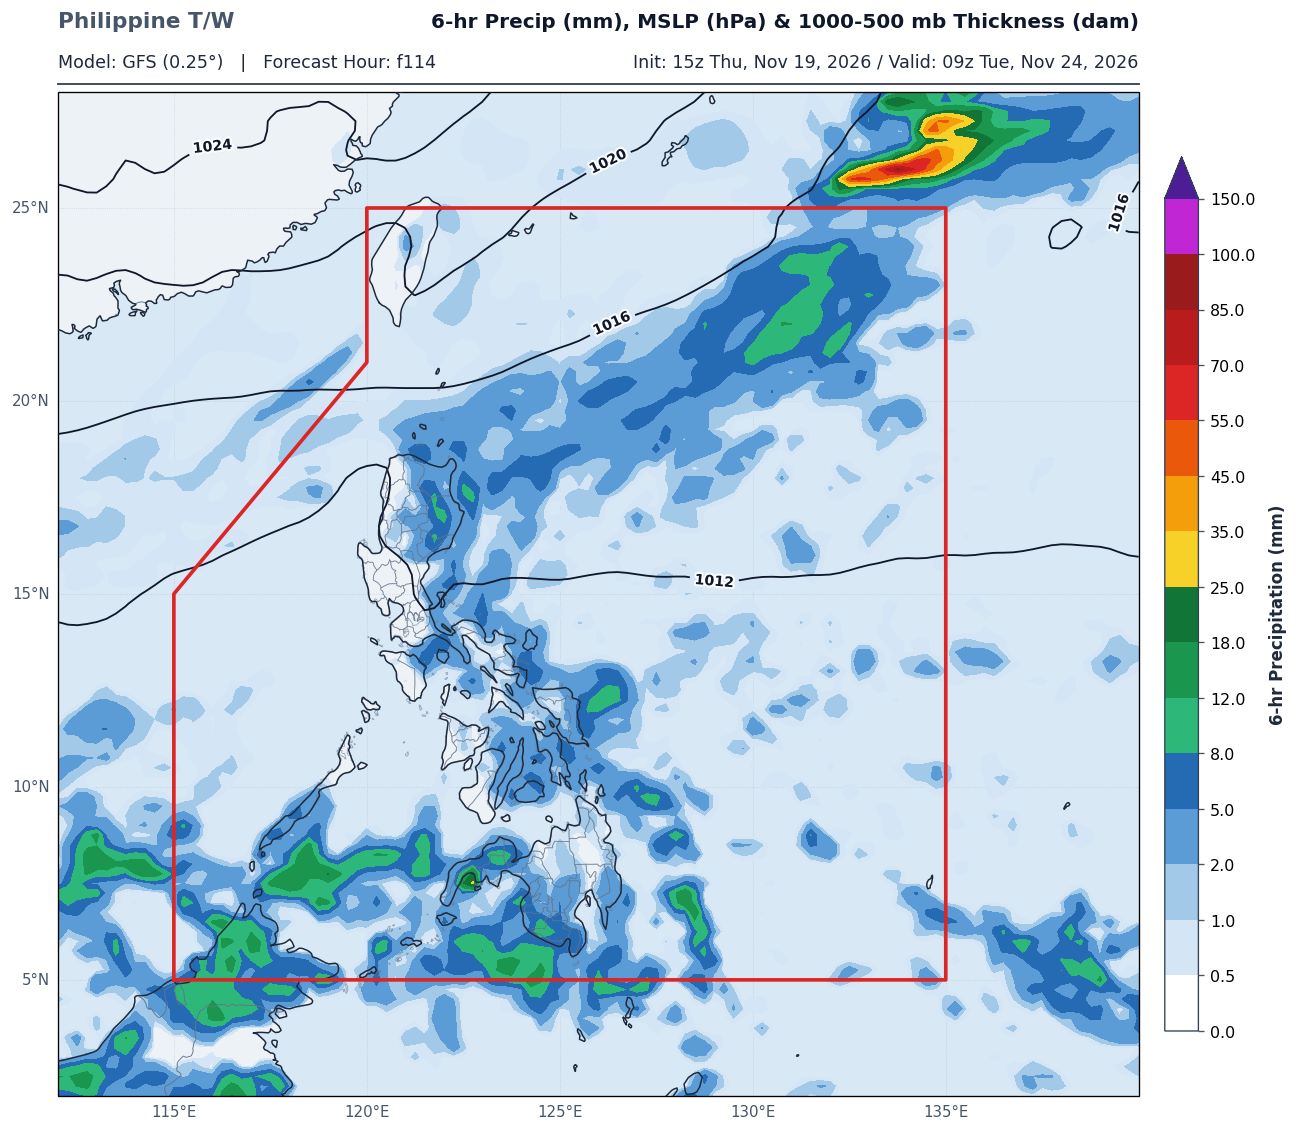 Philippine T/W
6-hr Precip (mm), MSLP (hPa) & 1000-500 mb Thickness (dam)
Model: GFS (0.25°) | Forecast Hour: f114
Init: 15z Thu, Nov 19, 2026 / Valid: 09z Tue, Nov 24, 2026
1024
1020
1016
1016
1012
25°N
20°N
15°N
10°N
5°N
115°E
120°E
125°E
130°E
135°E
150.0
100.0
85.0
70.0
55.0
45.0
35.0
25.0
18.0
12.0
8.0
5.0
2.0
1.0
0.5
0.0
6-hr Precipitation (mm)